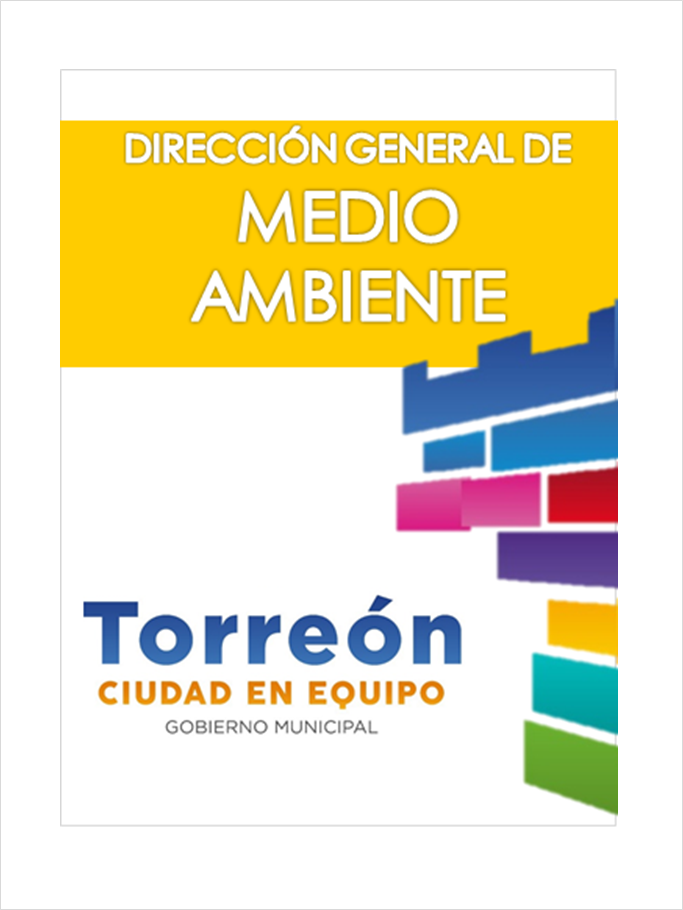 DIRECCIÓN GENERAL DE
MEDIO
AMBIENTE
Torreón
CIUDAD EN EQUIPO
GOBIERNO MUNICIPAL